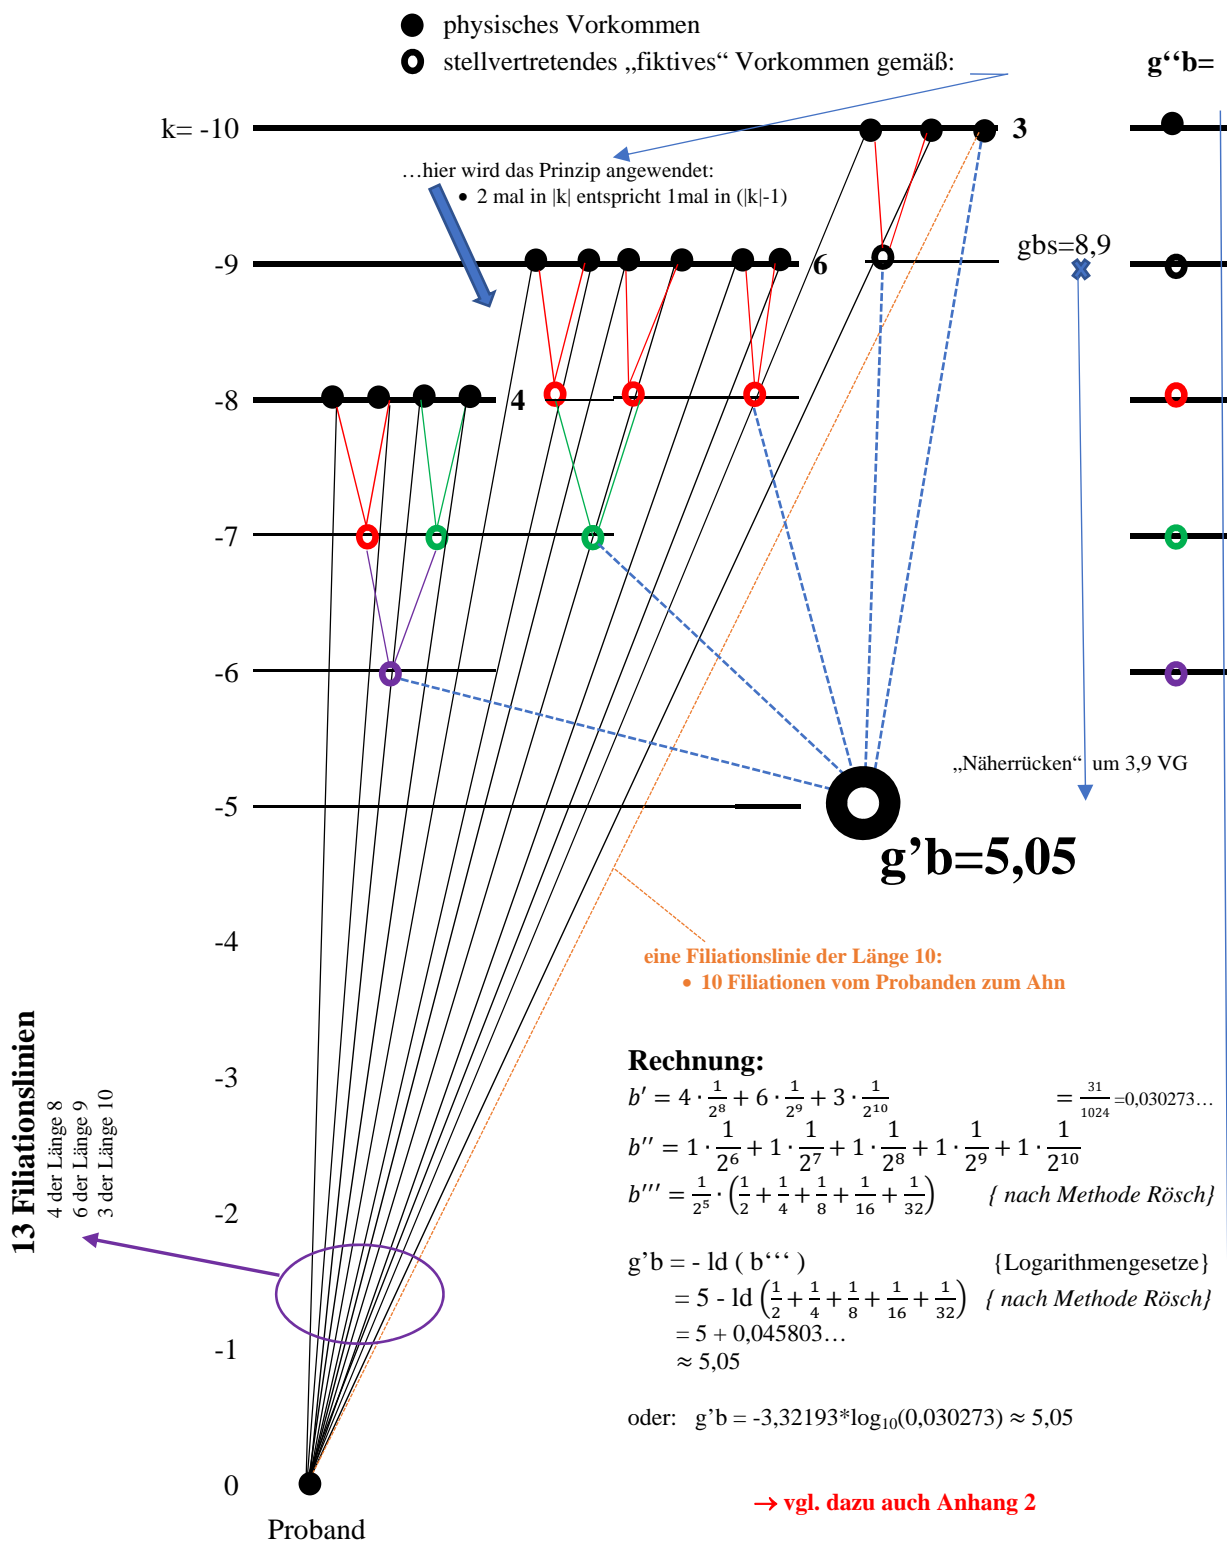 ● physisches Vorkommen
stellvertretendes „fiktives“ Vorkommen gemäß:
g‘‘b=
k= -10
3
…hier wird das Prinzip angewendet:
• 2 mal in |k| entspricht 1mal in (|k|-1)
gbs=8,9
-9
6
-8
4
-7
-6
„Näherrücken“ um 3,9 VG
-5
g’b=5,05
-4
eine Filiationslinie der Länge 10:
• 10 Filiationen vom Probanden zum Ahn
13 Filiationslinien
4 der Länge 8
6 der Länge 9
3 der Länge 10
-3
Rechnung:
b′ = 4 · 1/2⁸ + 6 · 1/2⁹ + 3 · 1/2¹⁰ = 31/1024 =0,030273…
b′′ = 1 · 1/2⁶ + 1 · 1/2⁷ + 1 · 1/2⁸ + 1 · 1/2⁹ + 1 · 1/2¹⁰
b′′′ = 1/2⁵ · (1/2 + 1/4 + 1/8 + 1/16 + 1/32) { nach Methode Rösch}
-2
g’b = - ld ( b‘‘‘ ) {Logarithmengesetze}
= 5 - ld (1/2 + 1/4 + 1/8 + 1/16 + 1/32) { nach Methode Rösch}
= 5 + 0,045803…
-1
≈ 5,05
oder: g’b = -3,32193*log₁₀(0,030273) ≈ 5,05
0
→ vgl. dazu auch Anhang 2
Proband